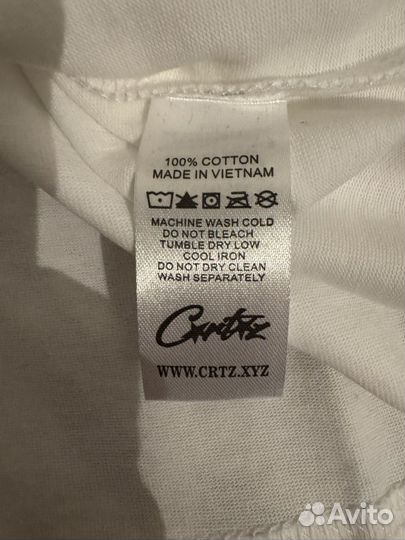 100% COTTON
MADE IN VIETNAM
MACHINE WASH COLD
DO NOT BLEACH
TUMBLE DRY LOW
COOL IRON
DO NOT DRY CLEAN
WASH SEPARATELY
Crtz
WWW.CRTZ.XYZ
Avito